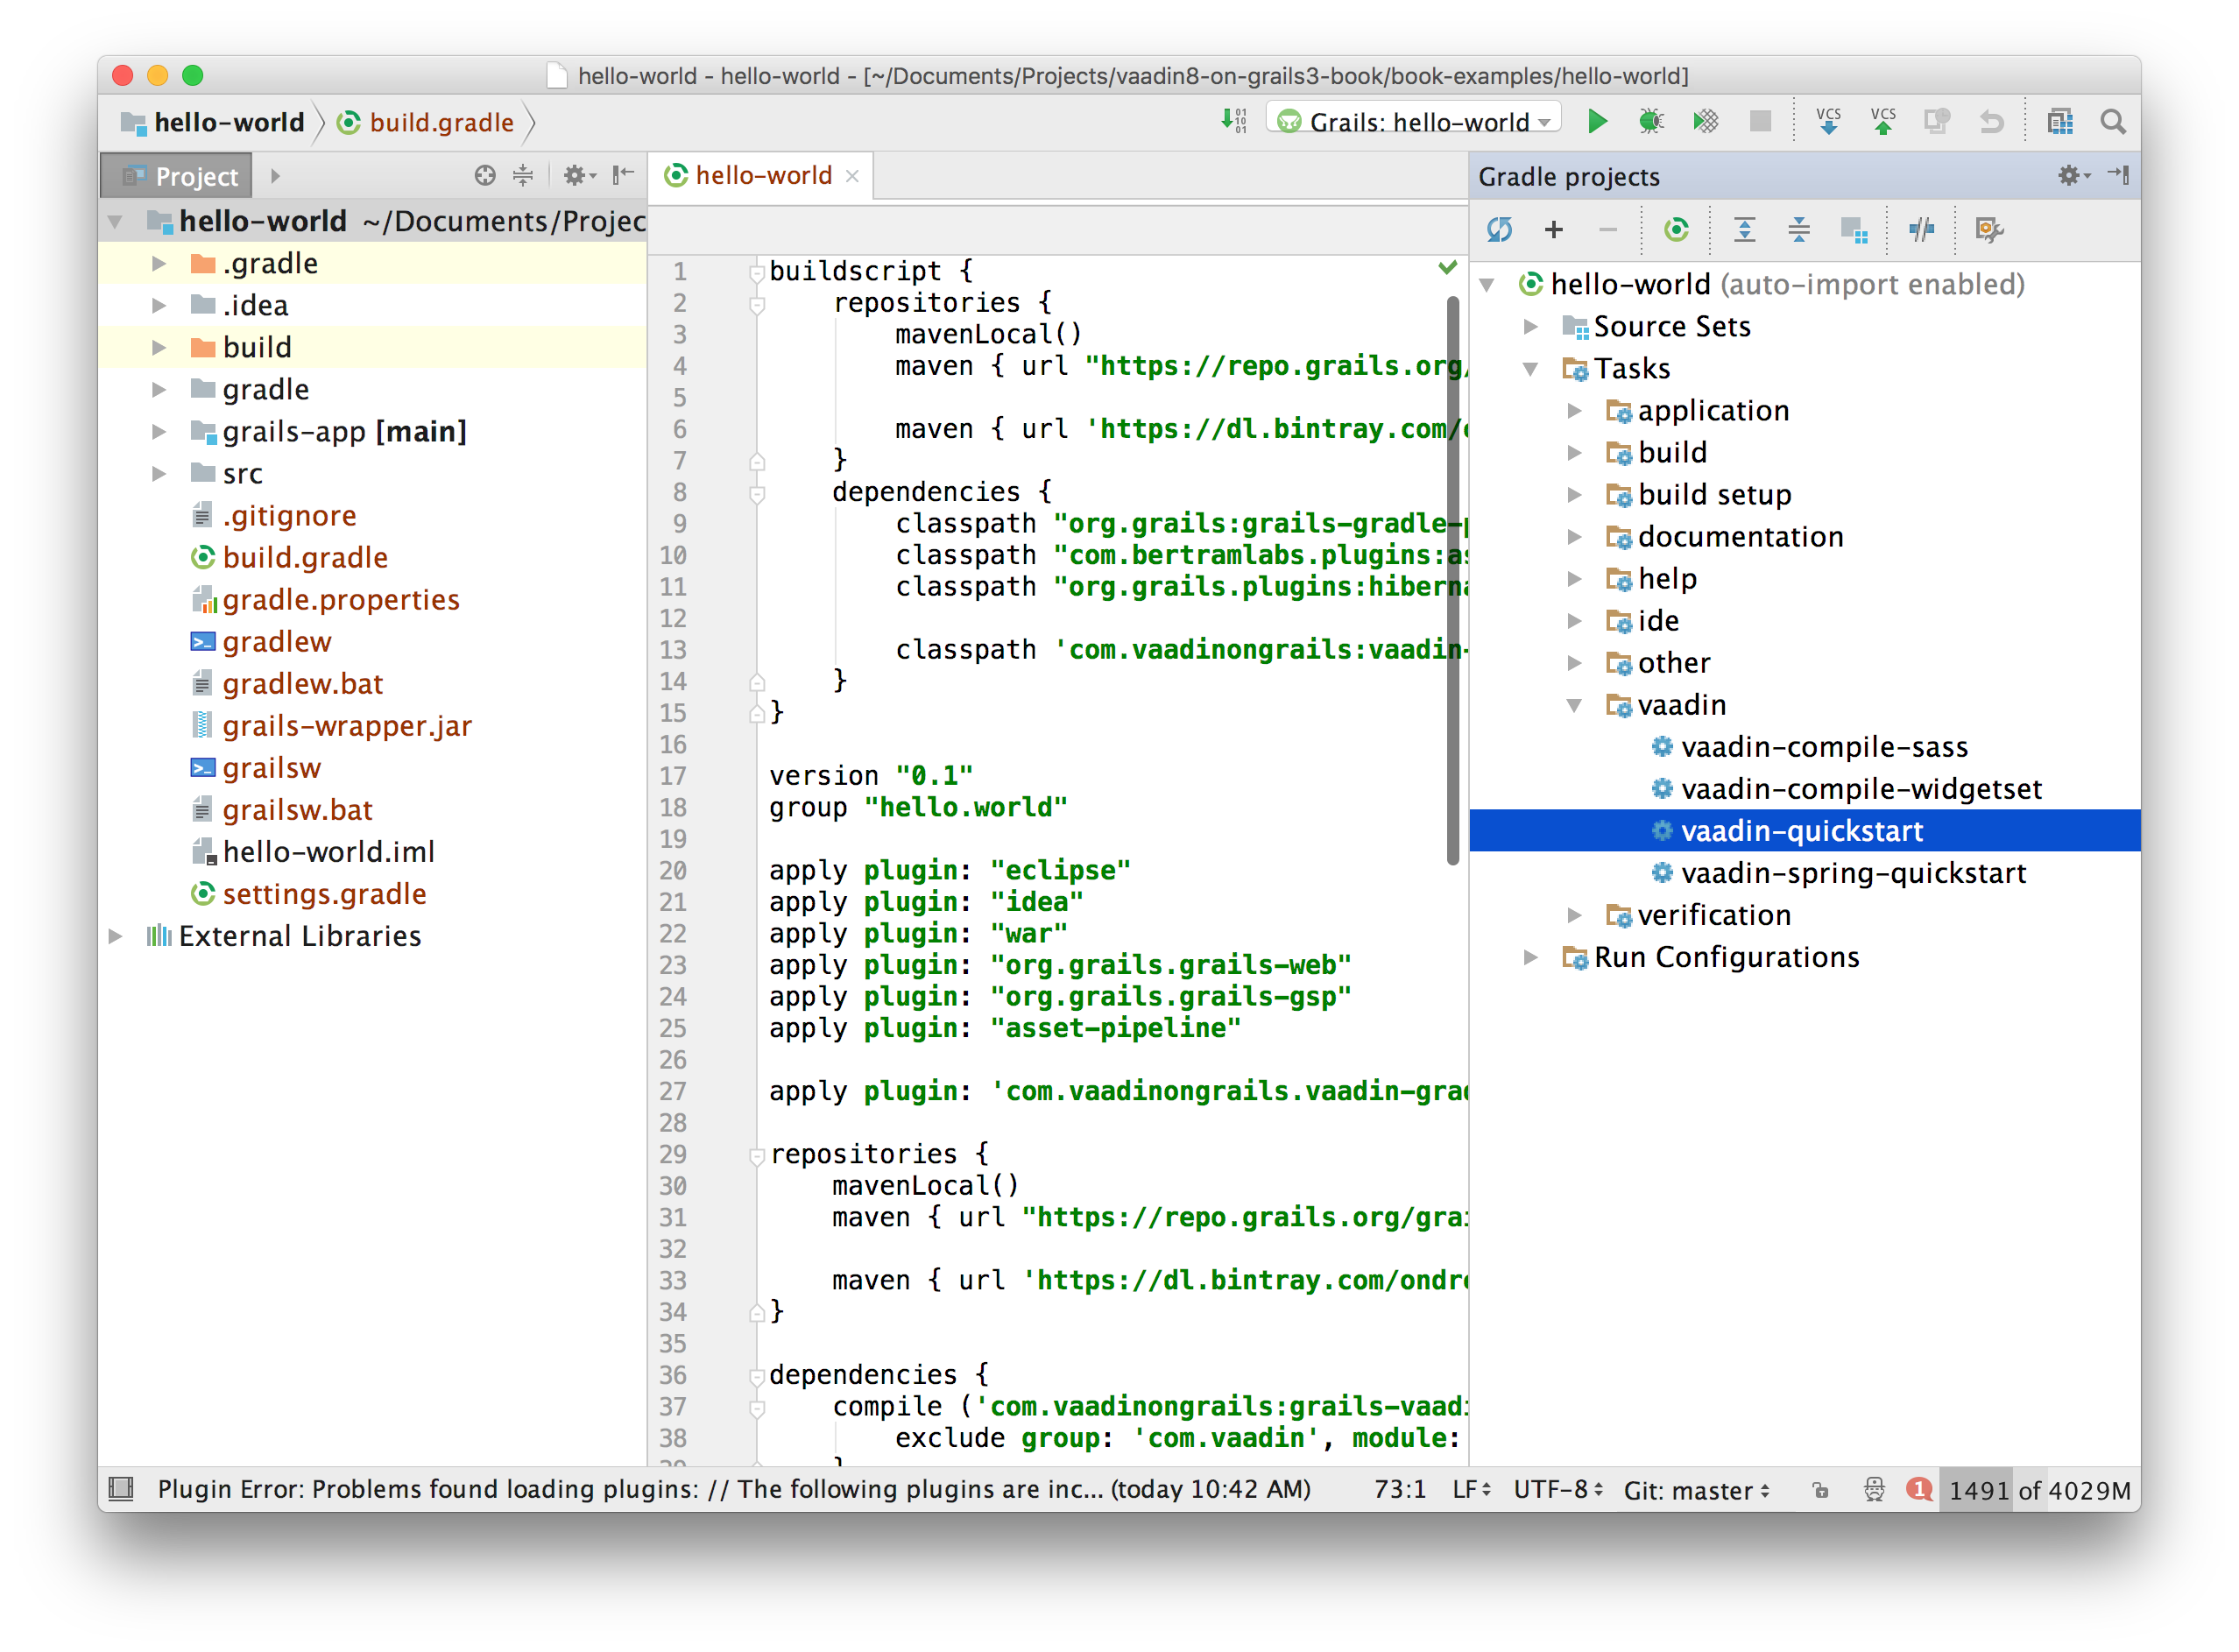 hello-world - hello-world - [~/Documents/Projects/vaadin8-on-grails3-book/book-examples/hello-world]
hello-world build.gradle
Grails: hello-world
VCS VCS
Project
hello-world ~/Documents/Projec
.gradle
.idea
build
gradle
grails-app [main]
src
.gitignore
build.gradle
gradle.properties
gradlew
gradlew.bat
grails-wrapper.jar
grailsw
grailsw.bat
hello-world.iml
settings.gradle
External Libraries
hello-world
1 buildscript {
2 repositories {
3 mavenLocal()
4 maven { url "https://repo.grails.org/
5
6 maven { url 'https://dl.bintray.com/
7 }
8 dependencies {
9 classpath "org.grails:grails-gradle-p
10 classpath "com.bertramlabs.plugins:as
11 classpath "org.grails.plugins:hiberna
12
13 classpath 'com.vaadinongrails:vaadin-
14 }
15 }
16
17 version "0.1"
18 group "hello.world"
19
20 apply plugin: "eclipse"
21 apply plugin: "idea"
22 apply plugin: "war"
23 apply plugin: "org.grails.grails-web"
24 apply plugin: "org.grails.grails-gsp"
25 apply plugin: "asset-pipeline"
26
27 apply plugin: 'com.vaadinongrails.vaadin-grad
28
29 repositories {
30 mavenLocal()
31 maven { url "https://repo.grails.org/grai
32
33 maven { url 'https://dl.bintray.com/ondre
34 }
35
36 dependencies {
37 compile ('com.vaadinongrails:grails-vaadi
38 exclude group: 'com.vaadin', module:
Gradle projects
hello-world (auto-import enabled)
Source Sets
Tasks
application
build
build setup
documentation
help
ide
other
vaadin
vaadin-compile-sass
vaadin-compile-widgetset
vaadin-quickstart
vaadin-spring-quickstart
verification
Run Configurations
Plugin Error: Problems found loading plugins: // The following plugins are inc... (today 10:42 AM) 73:1 LF UTF-8 Git: master 1 1491 of 4029M